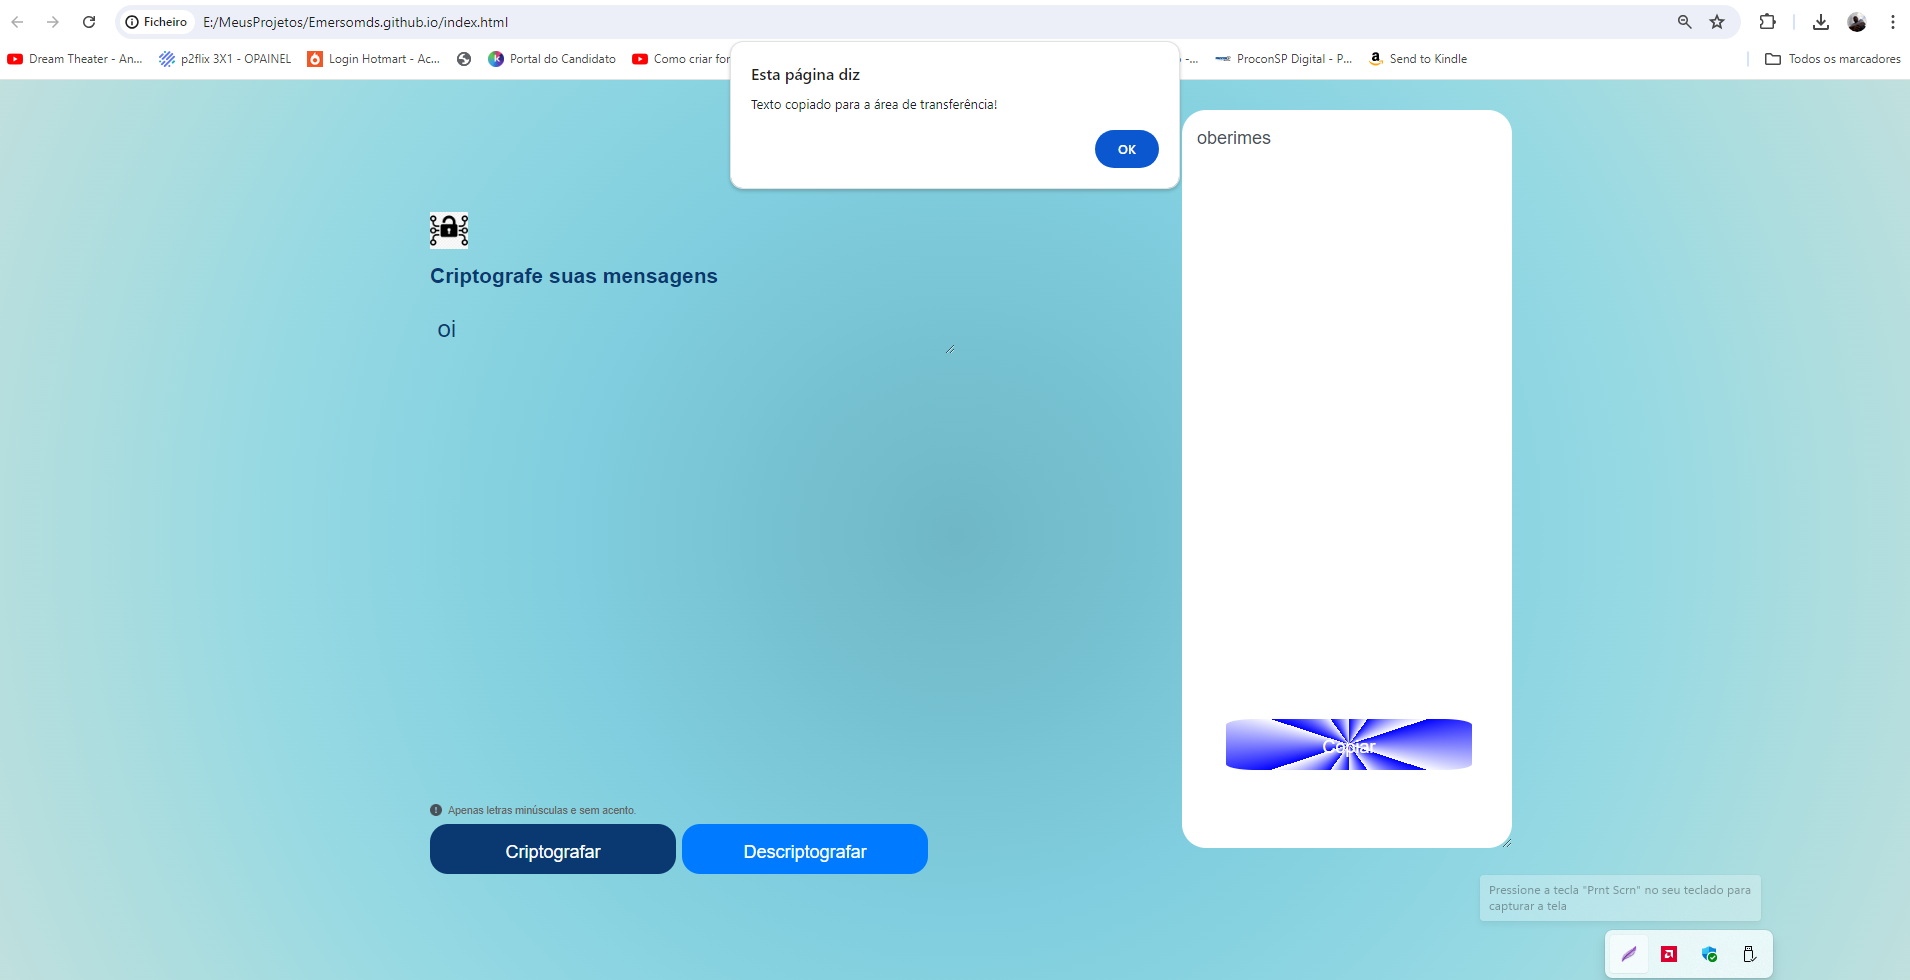 Ficheiro
E:/MeusProjetos/Emersomds.github.io/index.html
Dream Theater - An...
p2flix 3X1 - OPAINEL
Login Hotmart - Ac...
Portal do Candidato
Como criar for
-...
ProconSP Digital - P...
Send to Kindle
Todos os marcadores
Esta página diz
Texto copiado para a área de transferência!
OK
oberimes
Criptografe suas mensagens
oi
Copiar
Apenas letras minúsculas e sem acento.
Criptografar
Descriptografar
Pressione a tecla "Prnt Scrn" no seu teclado para
capturar a tela